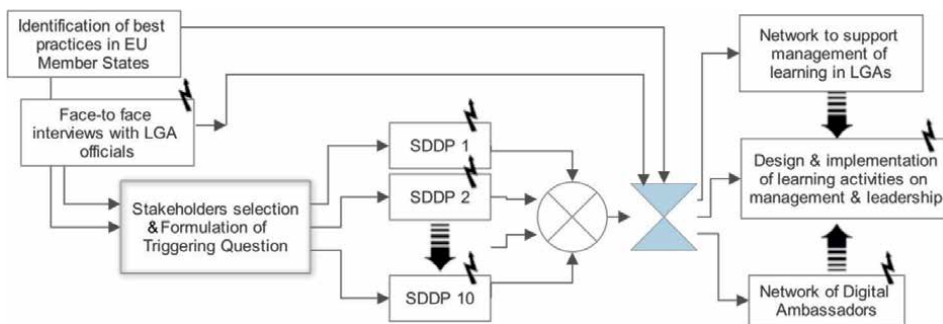 Identification of best
practices in EU
Member States
Face-to face
interviews with LGA
officials
Stakeholders selection
& Formulation of
Triggering Question
SDDP 1
SDDP 2
SDDP 10
Network to support
management of
learning in LGAs
Design & implementation
of learning activities on
management & leadership
Network of Digital
Ambassadors